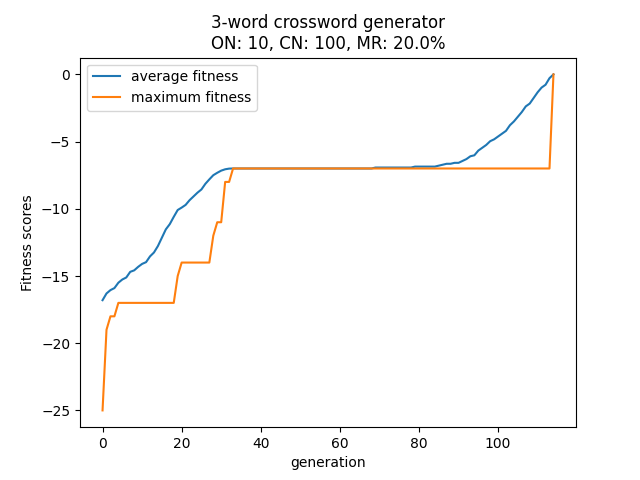 3-word crossword generator
ON: 10, CN: 100, MR: 20.0%
average fitness
maximum fitness
Fitness scores
0
−5
−10
−15
−20
−25
0
20
40
60
80
100
generation